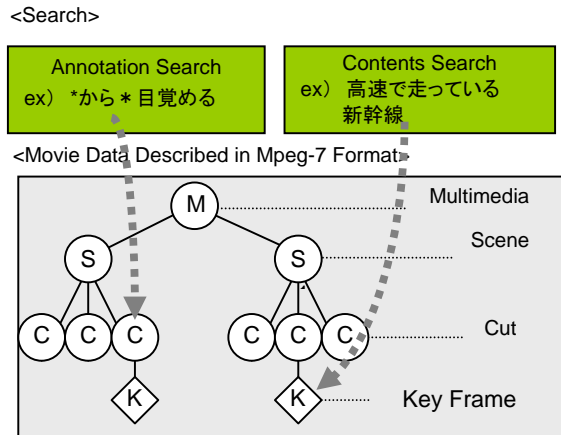 <Search>
Annotation Search
ex） *から＊目覚める
Contents Search
ex） 高速で走っている
新幹線
<Movie Data Described in Mpeg-7 Format>
M
Multimedia
S
S
Scene
C
C
C
C
C
C
Cut
K
K
Key Frame